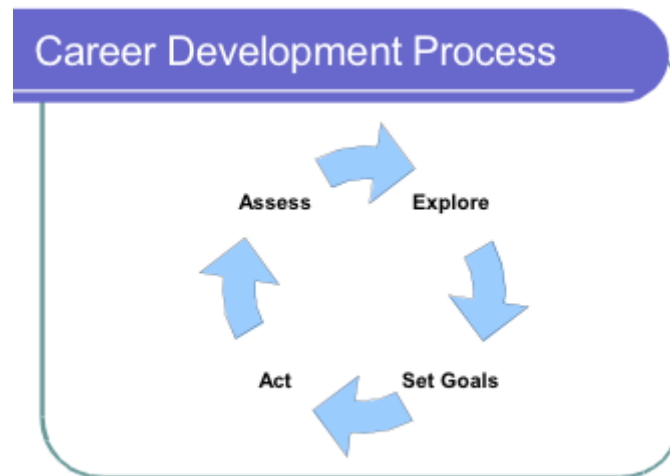 Career Development Process
Assess
Explore
Act
Set Goals